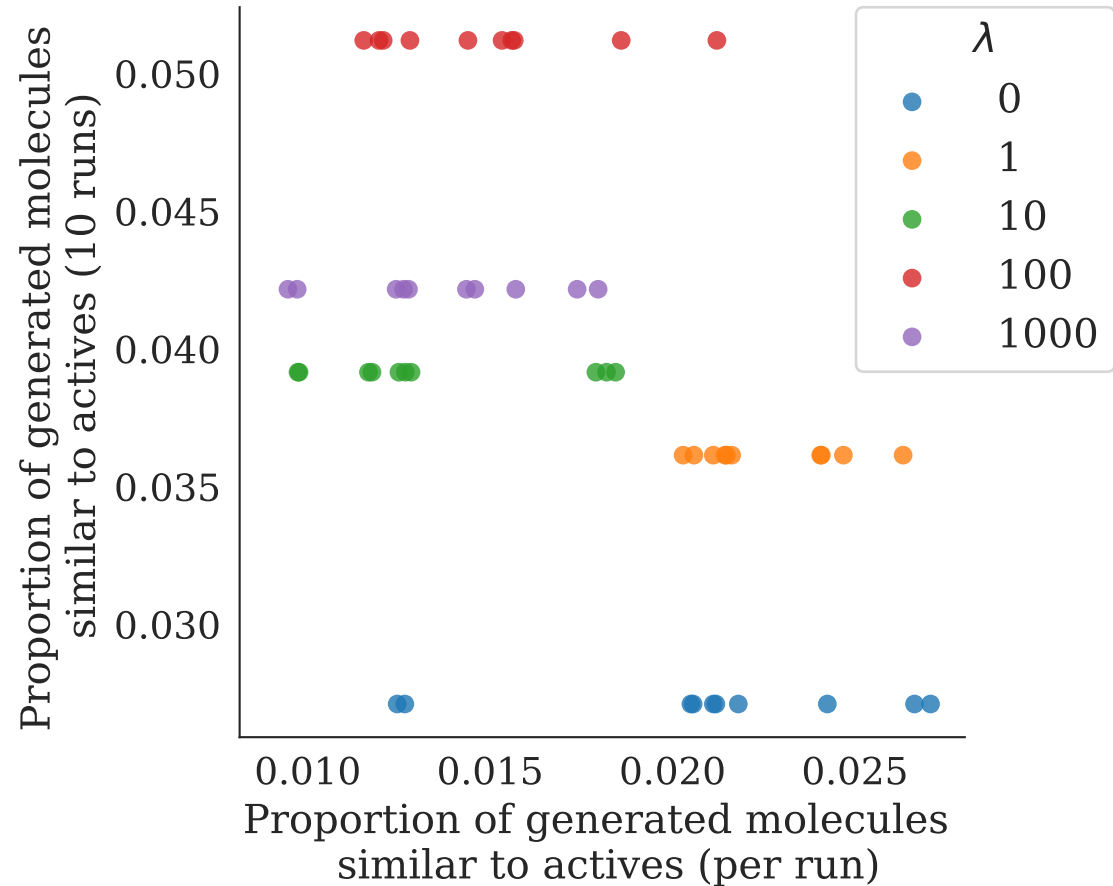 Proportion of generated molecules
similar to actives (10 runs)
0.050
0.045
0.040
0.035
0.030
0.010 0.015 0.020 0.025
Proportion of generated molecules
similar to actives (per run)
λ
0
1
10
100
1000